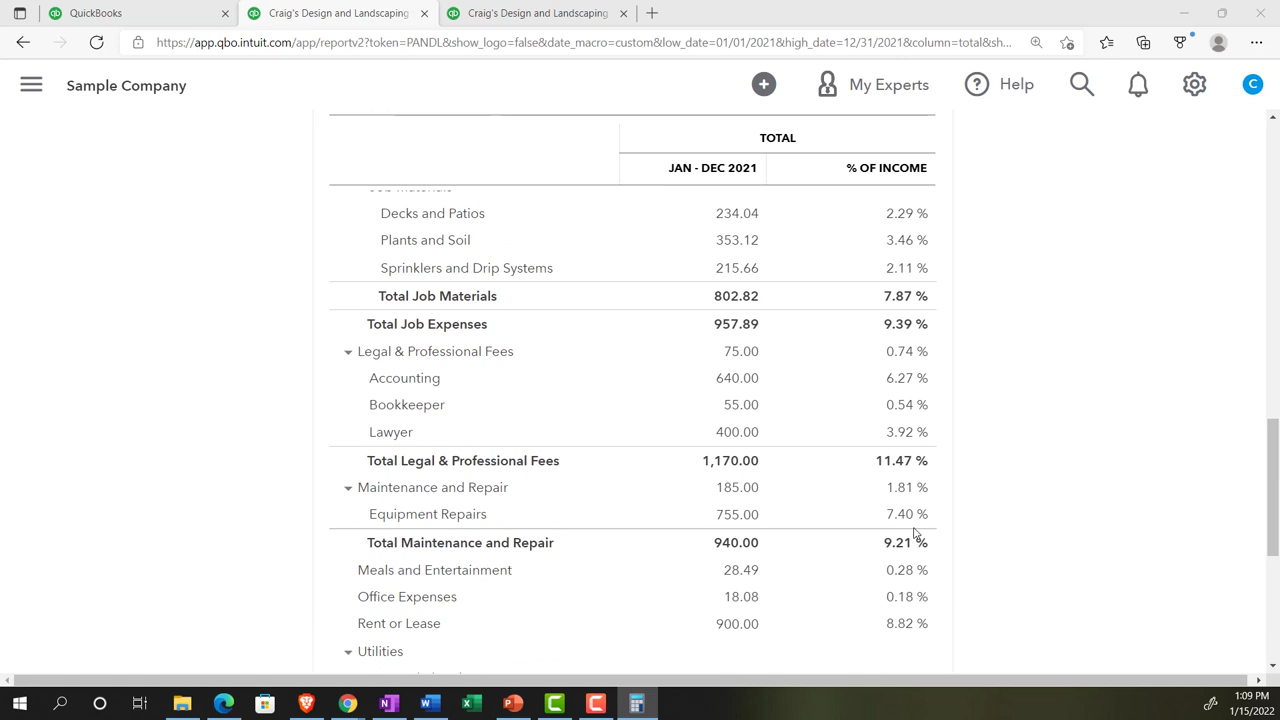 QuickBooks
Craig's Design and Landscaping
Craig's Design and Landscaping
https://app.qbo.intuit.com/app/reportv2?token=PANDL&show_logo=false&date_macro=custom&low_date=01/01/2021&high_date=12/31/2021&column=total&sh...
Sample Company
My Experts
Help
C
TOTAL
JAN - DEC 2021 % OF INCOME
Job Materials
Decks and Patios 234.04 2.29 %
Plants and Soil 353.12 3.46 %
Sprinklers and Drip Systems 215.66 2.11 %
Total Job Materials 802.82 7.87 %
Total Job Expenses 957.89 9.39 %
Legal & Professional Fees 75.00 0.74 %
Accounting 640.00 6.27 %
Bookkeeper 55.00 0.54 %
Lawyer 400.00 3.92 %
Total Legal & Professional Fees 1,170.00 11.47 %
Maintenance and Repair 185.00 1.81 %
Equipment Repairs 755.00 7.40 %
Total Maintenance and Repair 940.00 9.21 %
Meals and Entertainment 28.49 0.28 %
Office Expenses 18.08 0.18 %
Rent or Lease 900.00 8.82 %
Utilities
1:09 PM
1/15/2022